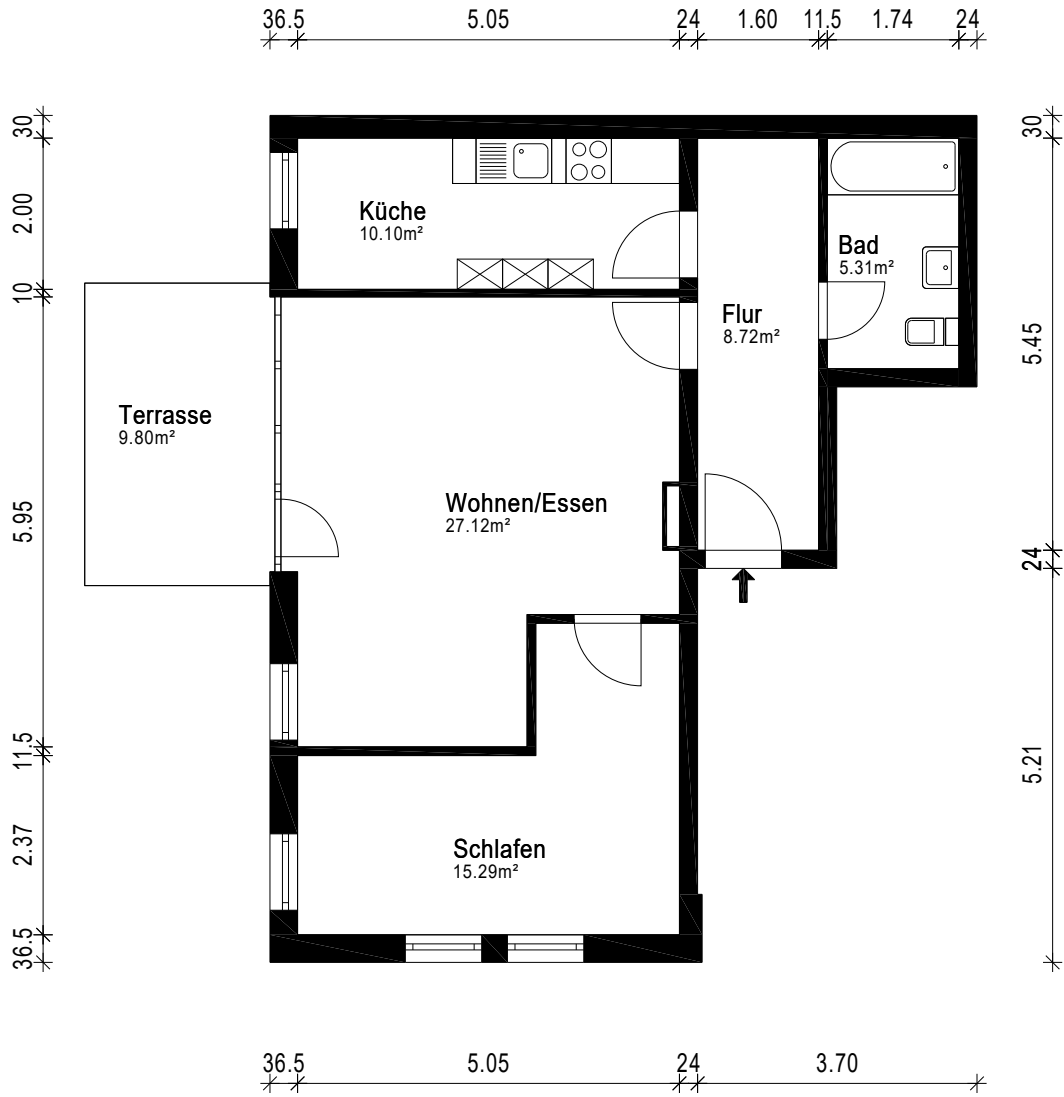 36.5 5.05 24 1.60 11.5 1.74 24
30
30
2.00
Küche
10.10m²
Bad
5.31m²
10
Flur
8.72m²
5.45
Terrasse
9.80m²
Wohnen/Essen
27.12m²
5.95
24
11.5
5.21
2.37
Schlafen
15.29m²
36.5
36.5 5.05 24 3.70